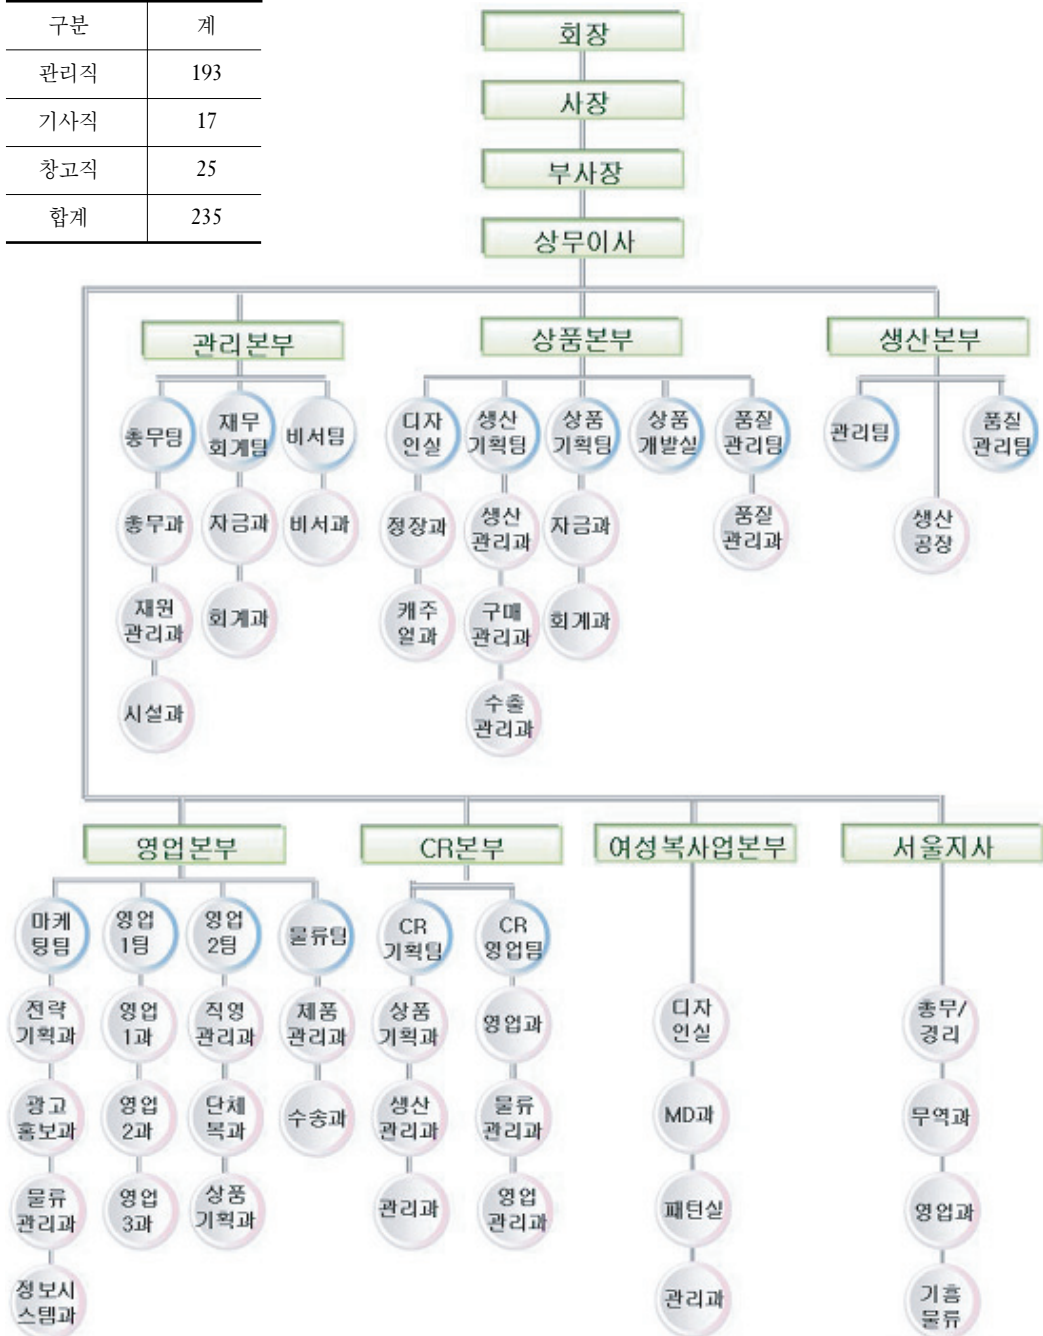 구분 계
관리직 193
기사직 17
창고직 25
합계 235
회장
사장
부사장
상무이사
관리본부 상품본부 생산본부
총무팀 재무 회계팀 비서팀 디자인실 생산 기획팀 상품 기획팀 상품 개발실 품질 관리팀 관리팀 품질 관리팀
총무과 자금과 비서과 정장과 생산 관리과 자금과 품질 관리과 생산 공장
재원 관리과 회계과 캐주얼과 구매 관리과 회계과
시설과 수출 관리과
영업본부 CR본부 여성복사업본부 서울지사
마케팅팀 영업 1팀 영업 2팀 물류팀 CR 기획팀 CR 영업팀
전략 기획과 영업 1과 직영 관리과 제품 관리과 상품 기획과 영업과 디자인실 총무/ 경리
광고 홍보과 영업 2과 단체 복과 수송과 생산 관리과 물류 관리과 MD과 무역과
물류 관리과 영업 3과 상품 기획과 관리과 영업 관리과 패턴실 영업과
정보시스템과 관리과 기흥 물류